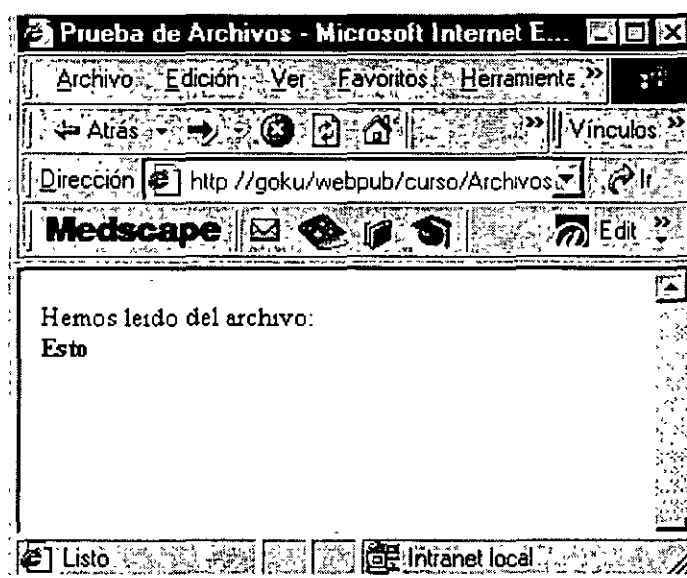 Prueba de Archivos - Microsoft Internet E...
Archivo Edición Ver Favoritos Herramienta »
Atrás » Vínculos »
Dirección http //goku/webpub/curso/Archivos Ir
Medscape Edit »
Hemos leido del archivo:
Esto
Listo Intranet local